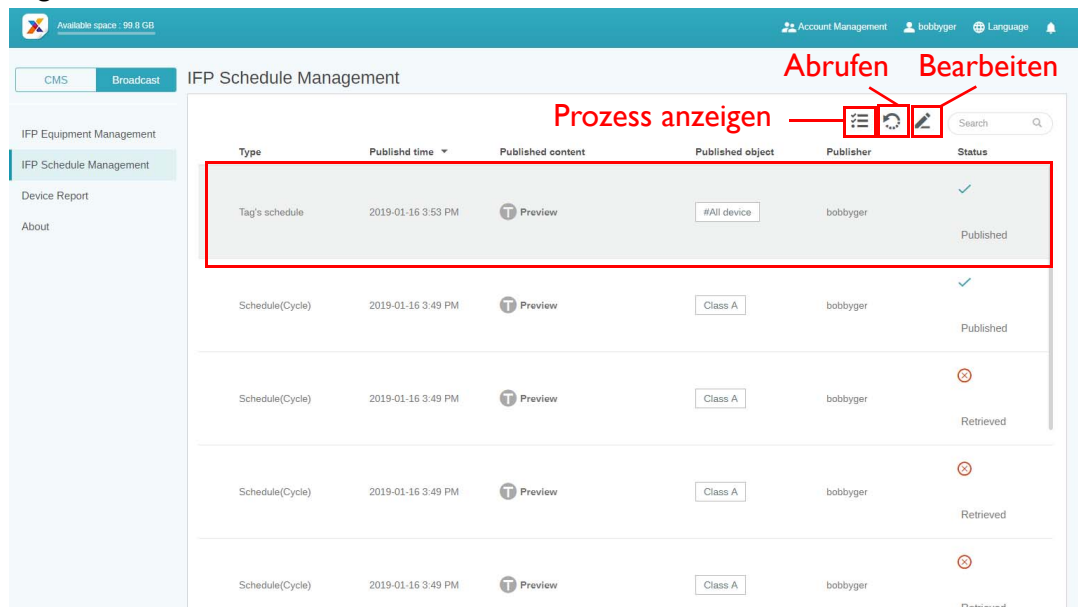 Available space : 99.8 GB
Account Management bobbyger Language
CMS Broadcast
IFP Schedule Management
Abrufen Bearbeiten
Prozess anzeigen
Search
IFP Equipment Management
IFP Schedule Management
Device Report
About
Type Publishd time Published content Published object Publisher Status
Tag's schedule 2019-01-16 3:53 PM T Preview #All device bobbyger
Published
Schedule(Cycle) 2019-01-16 3:49 PM T Preview Class A bobbyger
Published
Schedule(Cycle) 2019-01-16 3:49 PM T Preview Class A bobbyger
Retrieved
Schedule(Cycle) 2019-01-16 3:49 PM T Preview Class A bobbyger
Retrieved
Schedule(Cycle) 2019-01-16 3:49 PM T Preview Class A bobbyger